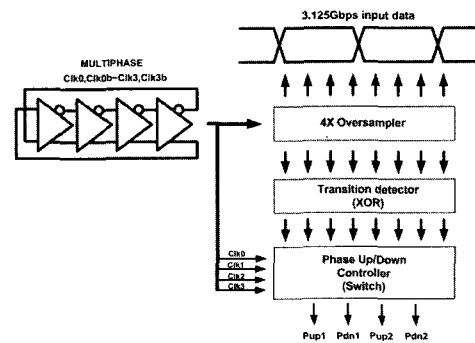 3.125Gbps input data
MULTIPHASE
Clk0,Clk0b~Clk3,Clk3b
4X Oversampler
Transition detector
(XOR)
Clk0
Clk1
Clk2
Clk3
Phase Up/Down
Controller
(Switch)
Pup1 Pdn1 Pup2 Pdn2